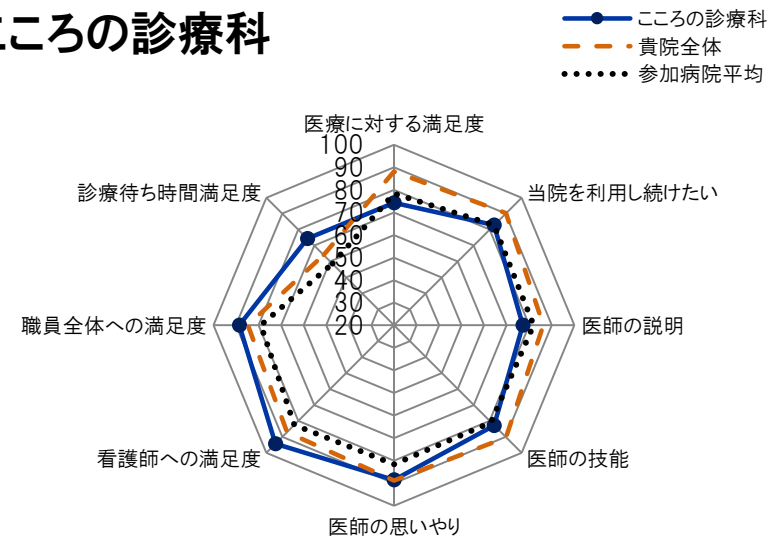 こころの診療科
こころの診療科
貴院全体
参加病院平均
医療に対する満足度
100
90
80
70
60
50
40
30
20
診療待ち時間満足度
当院を利用し続けたい
職員全体への満足度
医師の説明
看護師への満足度
医師の技能
医師の思いやり